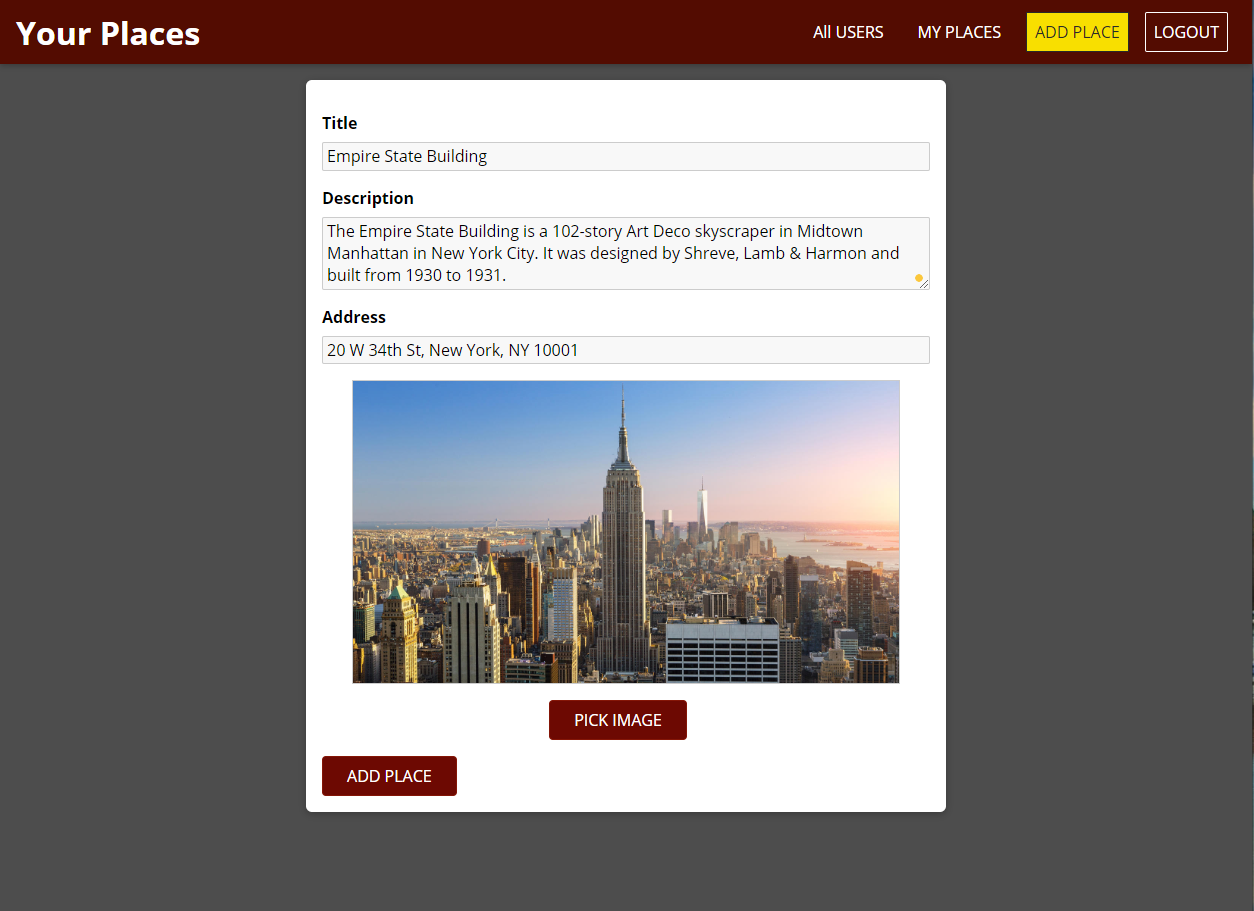 Your Places
All USERS
MY PLACES
ADD PLACE
LOGOUT
Title
Empire State Building
Description
The Empire State Building is a 102-story Art Deco skyscraper in Midtown
Manhattan in New York City. It was designed by Shreve, Lamb & Harmon and
built from 1930 to 1931.
Address
20 W 34th St, New York, NY 10001
PICK IMAGE
ADD PLACE